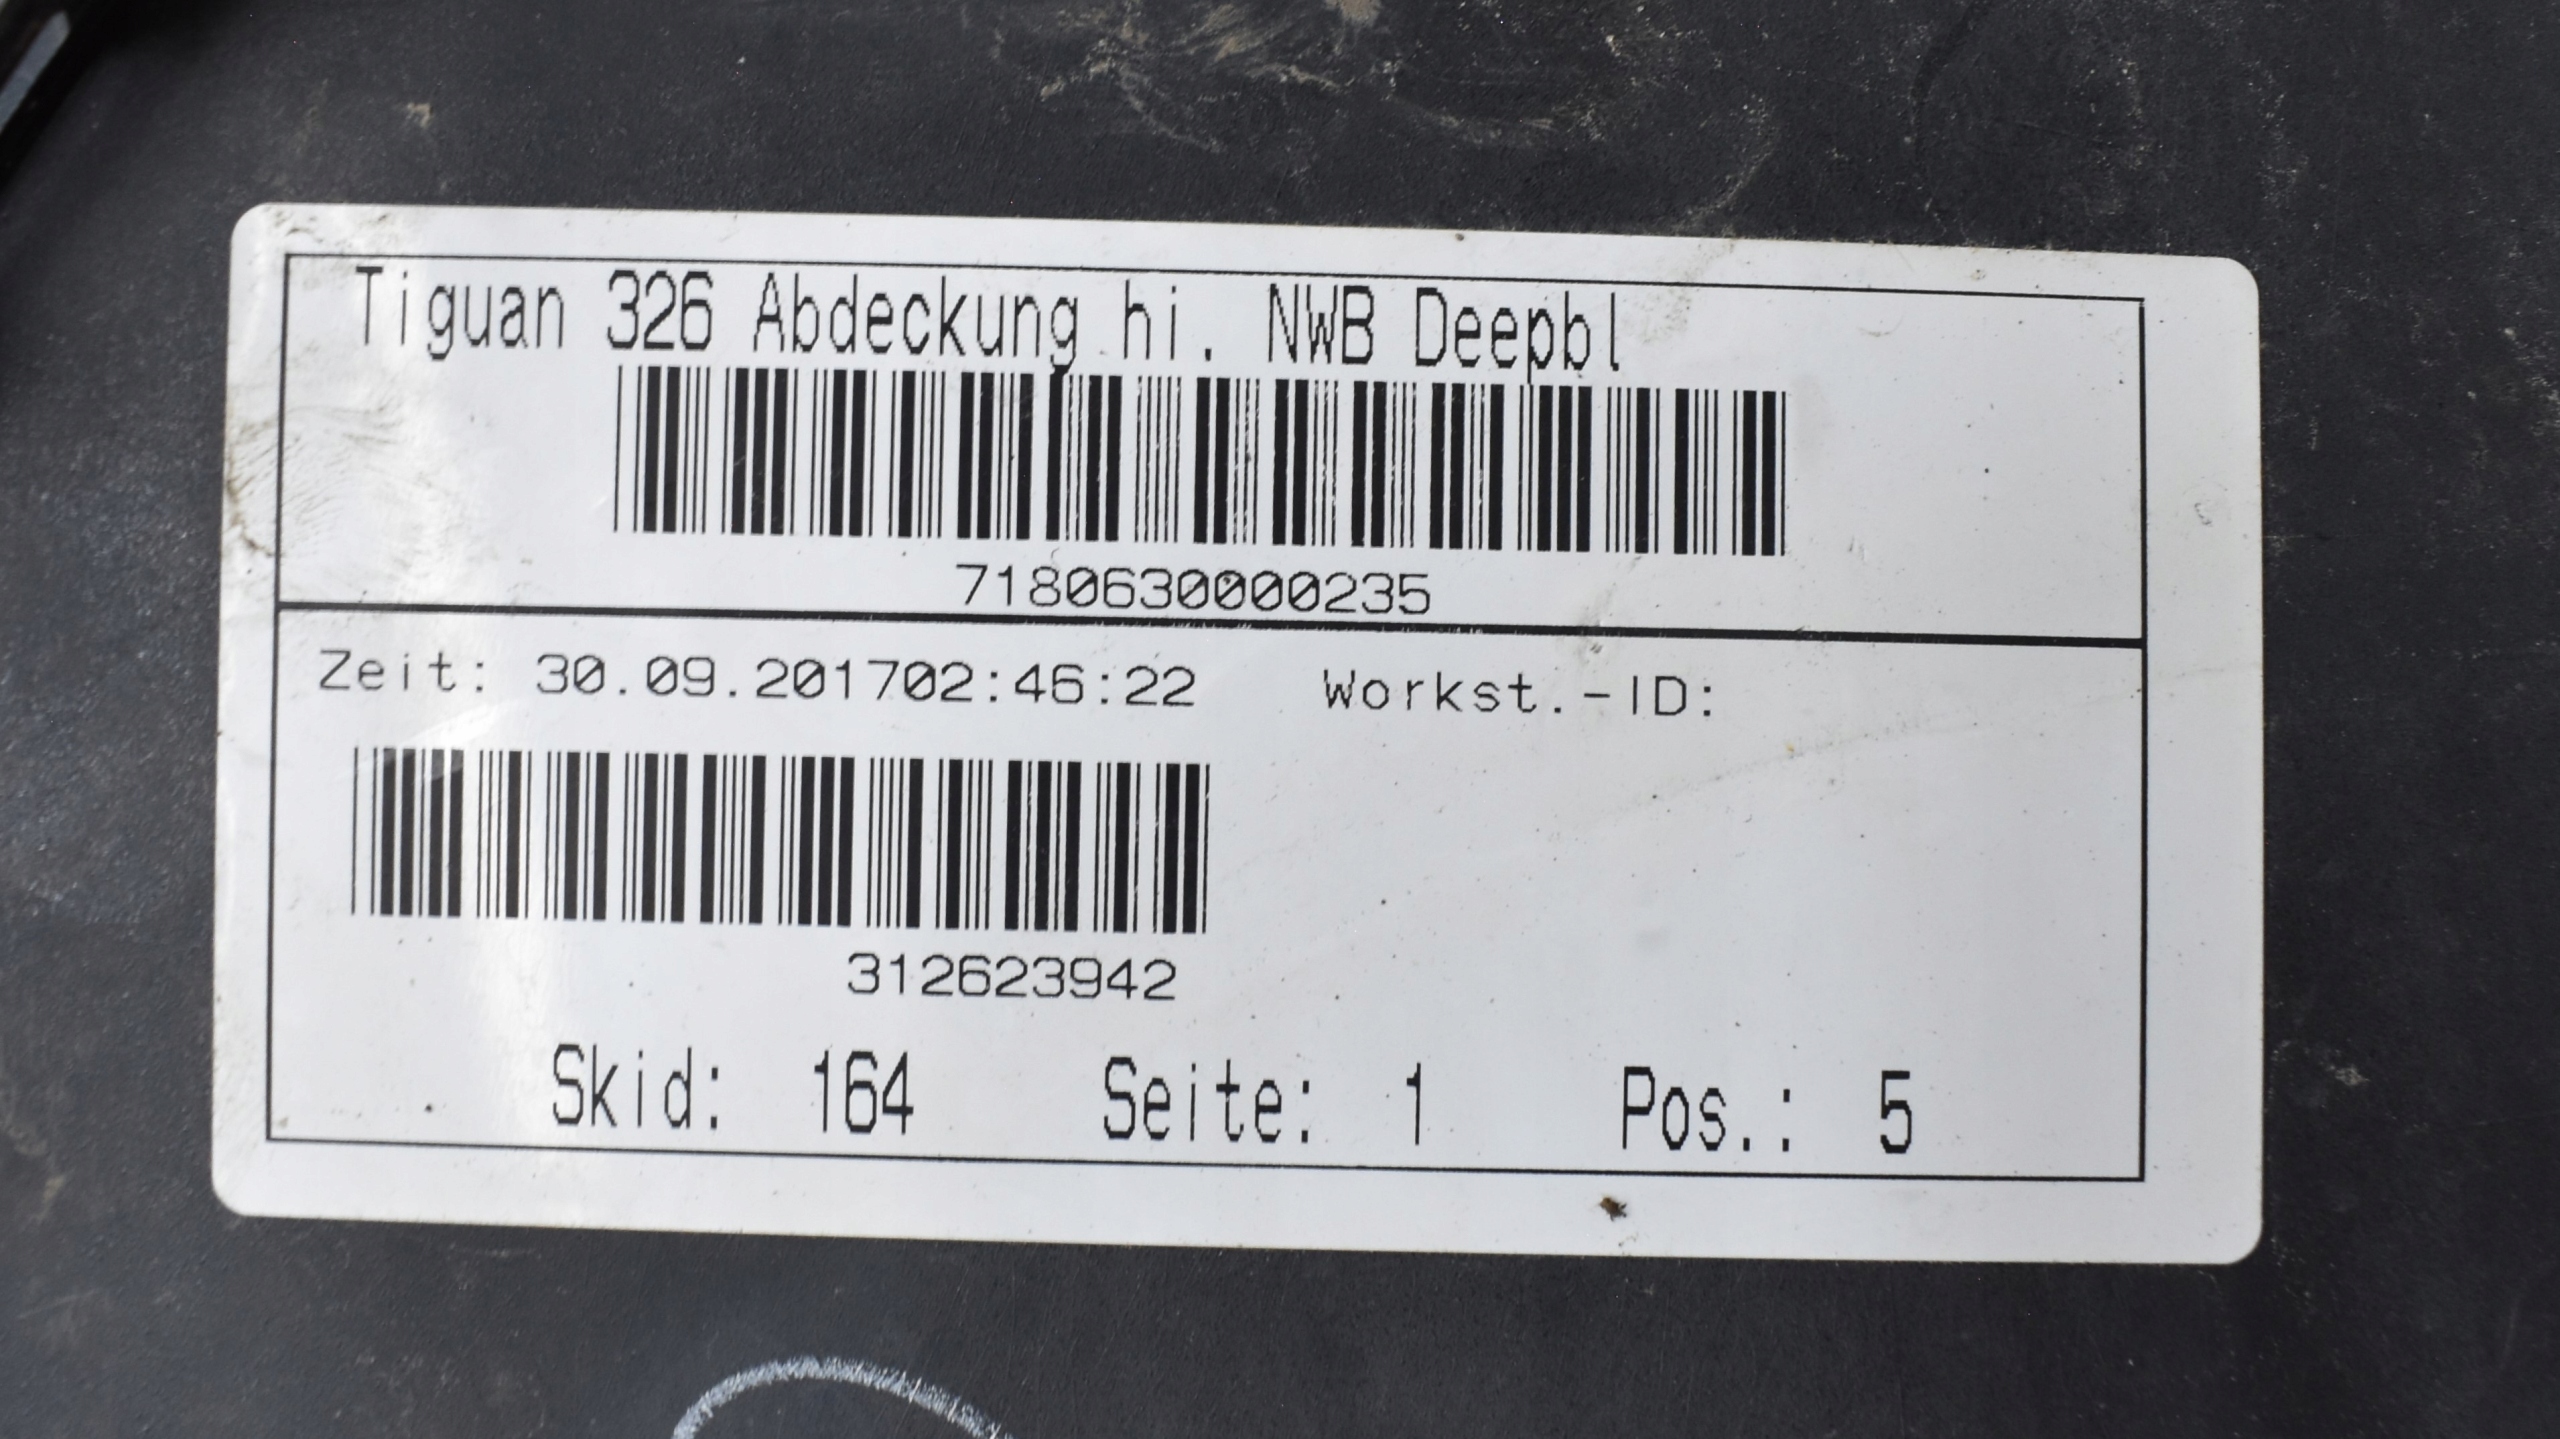 Tiguan 326 Abdeckung hi. NWB Deepbl
7180630000235
Zeit: 30.09.201702:46:22 Workst.-ID:
312623942
Skid: 164 Seite: 1 Pos.: 5